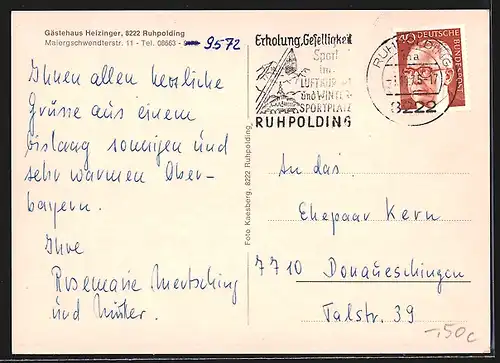 Gästehaus Heizinger, 8222 Ruhpolding
Maiergschwendterstr. 11 - Tel. 08663 - 9572
Ihnen allen herzliche
Grüsse aus einem
bislang sonnigen und
sehr warmen Ober-
bayern.
Ihre
Rosemarie
und Mutter.
Foto Kaesberg, 8222 Ruhpolding
Erholung, Geselligkeit
Sport
im
LUFTKUR-
und WINTER-
SPORTPLATZ
RUHPOLDING
RUHPOLDING
8222
DEUTSCHE BUNDESPOST
An das
Ehepaar Kern
7710 Donaueschingen
Talstr. 39
-,50